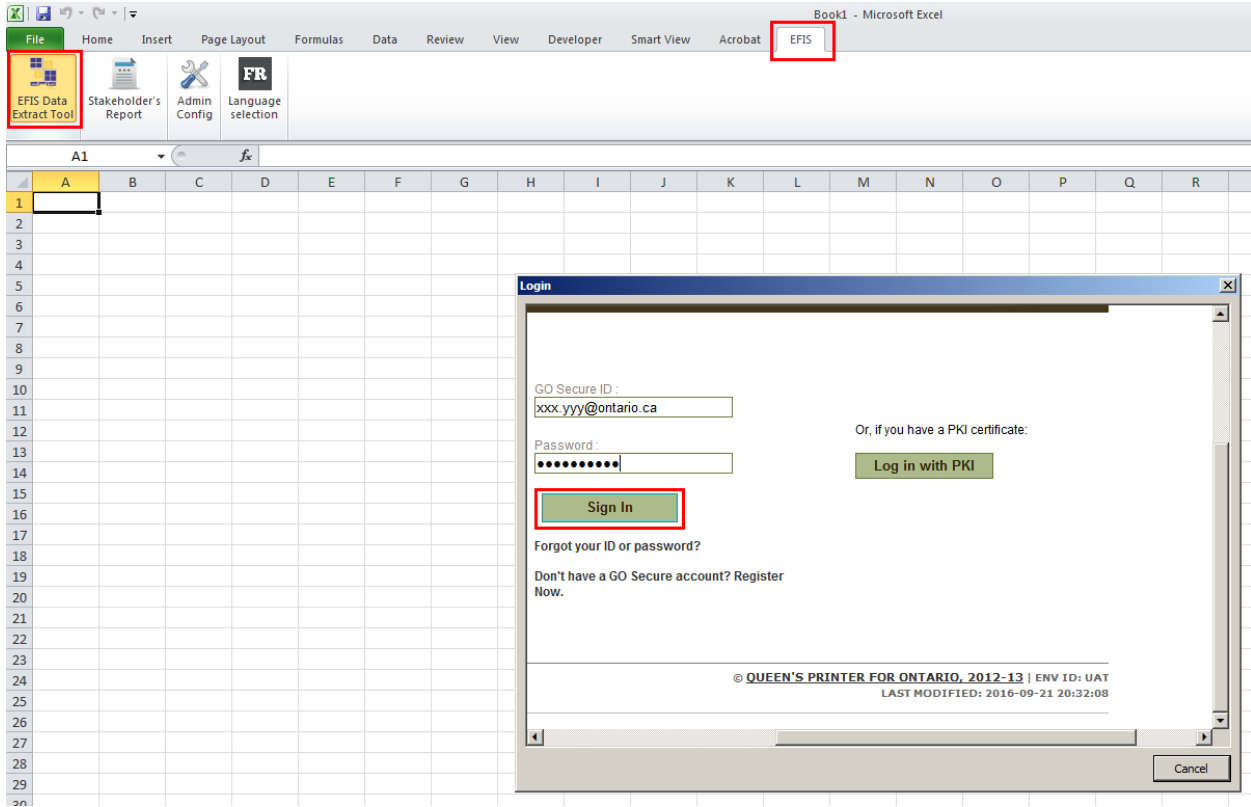 Book1 - Microsoft Excel
File Home Insert Page Layout Formulas Data Review View Developer Smart View Acrobat EFIS
EFIS Data Extract Tool
Stakeholder's Report
Admin Config
FR
Language selection
A1
fx
A B C D E F G H I J K L M N O P Q R
1
2
3
4
5
6
7
8
9
10
11
12
13
14
15
16
17
18
19
20
21
22
23
24
25
26
27
28
29
30
Login
GO Secure ID :
xxx.yyy@ontario.ca
Password :
Or, if you have a PKI certificate:
Log in with PKI
Sign In
Forgot your ID or password?
Don't have a GO Secure account? Register
Now.
© QUEEN'S PRINTER FOR ONTARIO, 2012-13 | ENV ID: UAT
LAST MODIFIED: 2016-09-21 20:32:08
Cancel